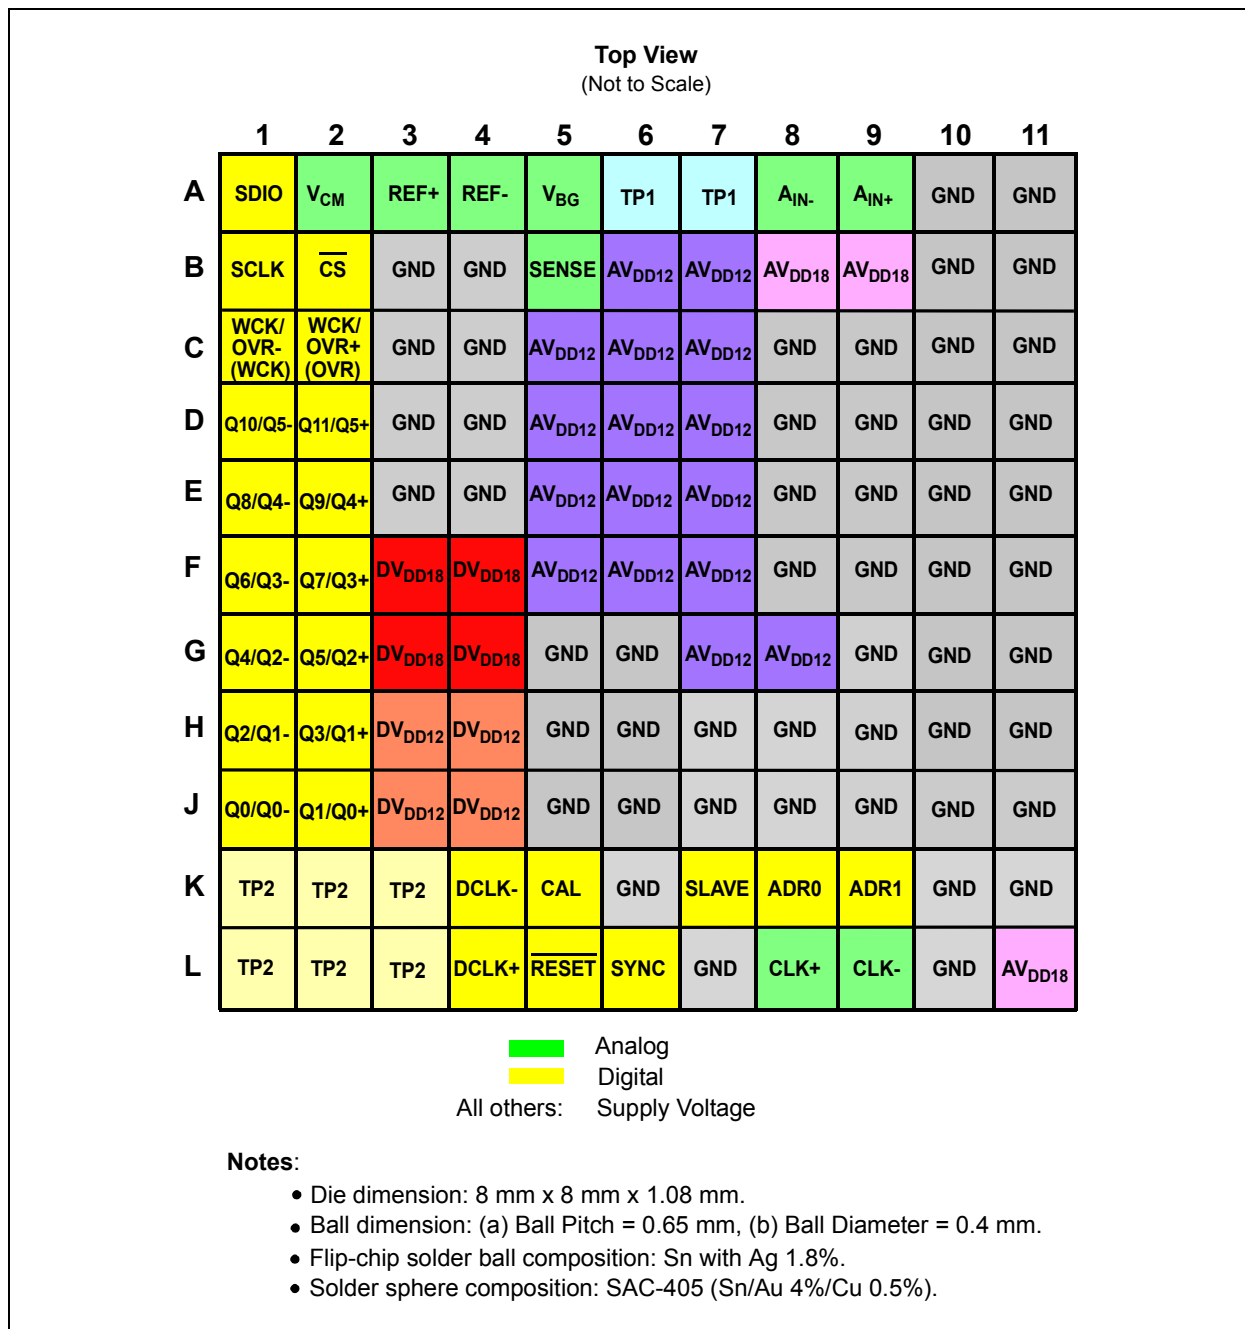 Top View
(Not to Scale)
1 2 3 4 5 6 7 8 9 10 11
A SDIO VCM REF+ REF- VBG TP1 TP1 AIN- AIN+ GND GND
B SCLK CS GND GND SENSE AVDD12 AVDD12 AVDD18 AVDD18 GND GND
C WCK/OVR- (WCK) WCK/OVR+ (OVR) GND GND AVDD12 AVDD12 AVDD12 GND GND GND GND
D Q10/Q5- Q11/Q5+ GND GND AVDD12 AVDD12 AVDD12 GND GND GND GND
E Q8/Q4- Q9/Q4+ GND GND AVDD12 AVDD12 AVDD12 GND GND GND GND
F Q6/Q3- Q7/Q3+ DVDD18 DVDD18 AVDD12 AVDD12 AVDD12 GND GND GND GND
G Q4/Q2- Q5/Q2+ DVDD18 DVDD18 GND GND AVDD12 AVDD12 GND GND GND
H Q2/Q1- Q3/Q1+ DVDD12 DVDD12 GND GND GND GND GND GND GND
J Q0/Q0- Q1/Q0+ DVDD12 DVDD12 GND GND GND GND GND GND GND
K TP2 TP2 TP2 DCLK- CAL GND SLAVE ADR0 ADR1 GND GND
L TP2 TP2 TP2 DCLK+ RESET SYNC GND CLK+ CLK- GND AVDD18
Analog
Digital
All others: Supply Voltage
Notes:
• Die dimension: 8 mm x 8 mm x 1.08 mm.
• Ball dimension: (a) Ball Pitch = 0.65 mm, (b) Ball Diameter = 0.4 mm.
• Flip-chip solder ball composition: Sn with Ag 1.8%.
• Solder sphere composition: SAC-405 (Sn/Au 4%/Cu 0.5%).